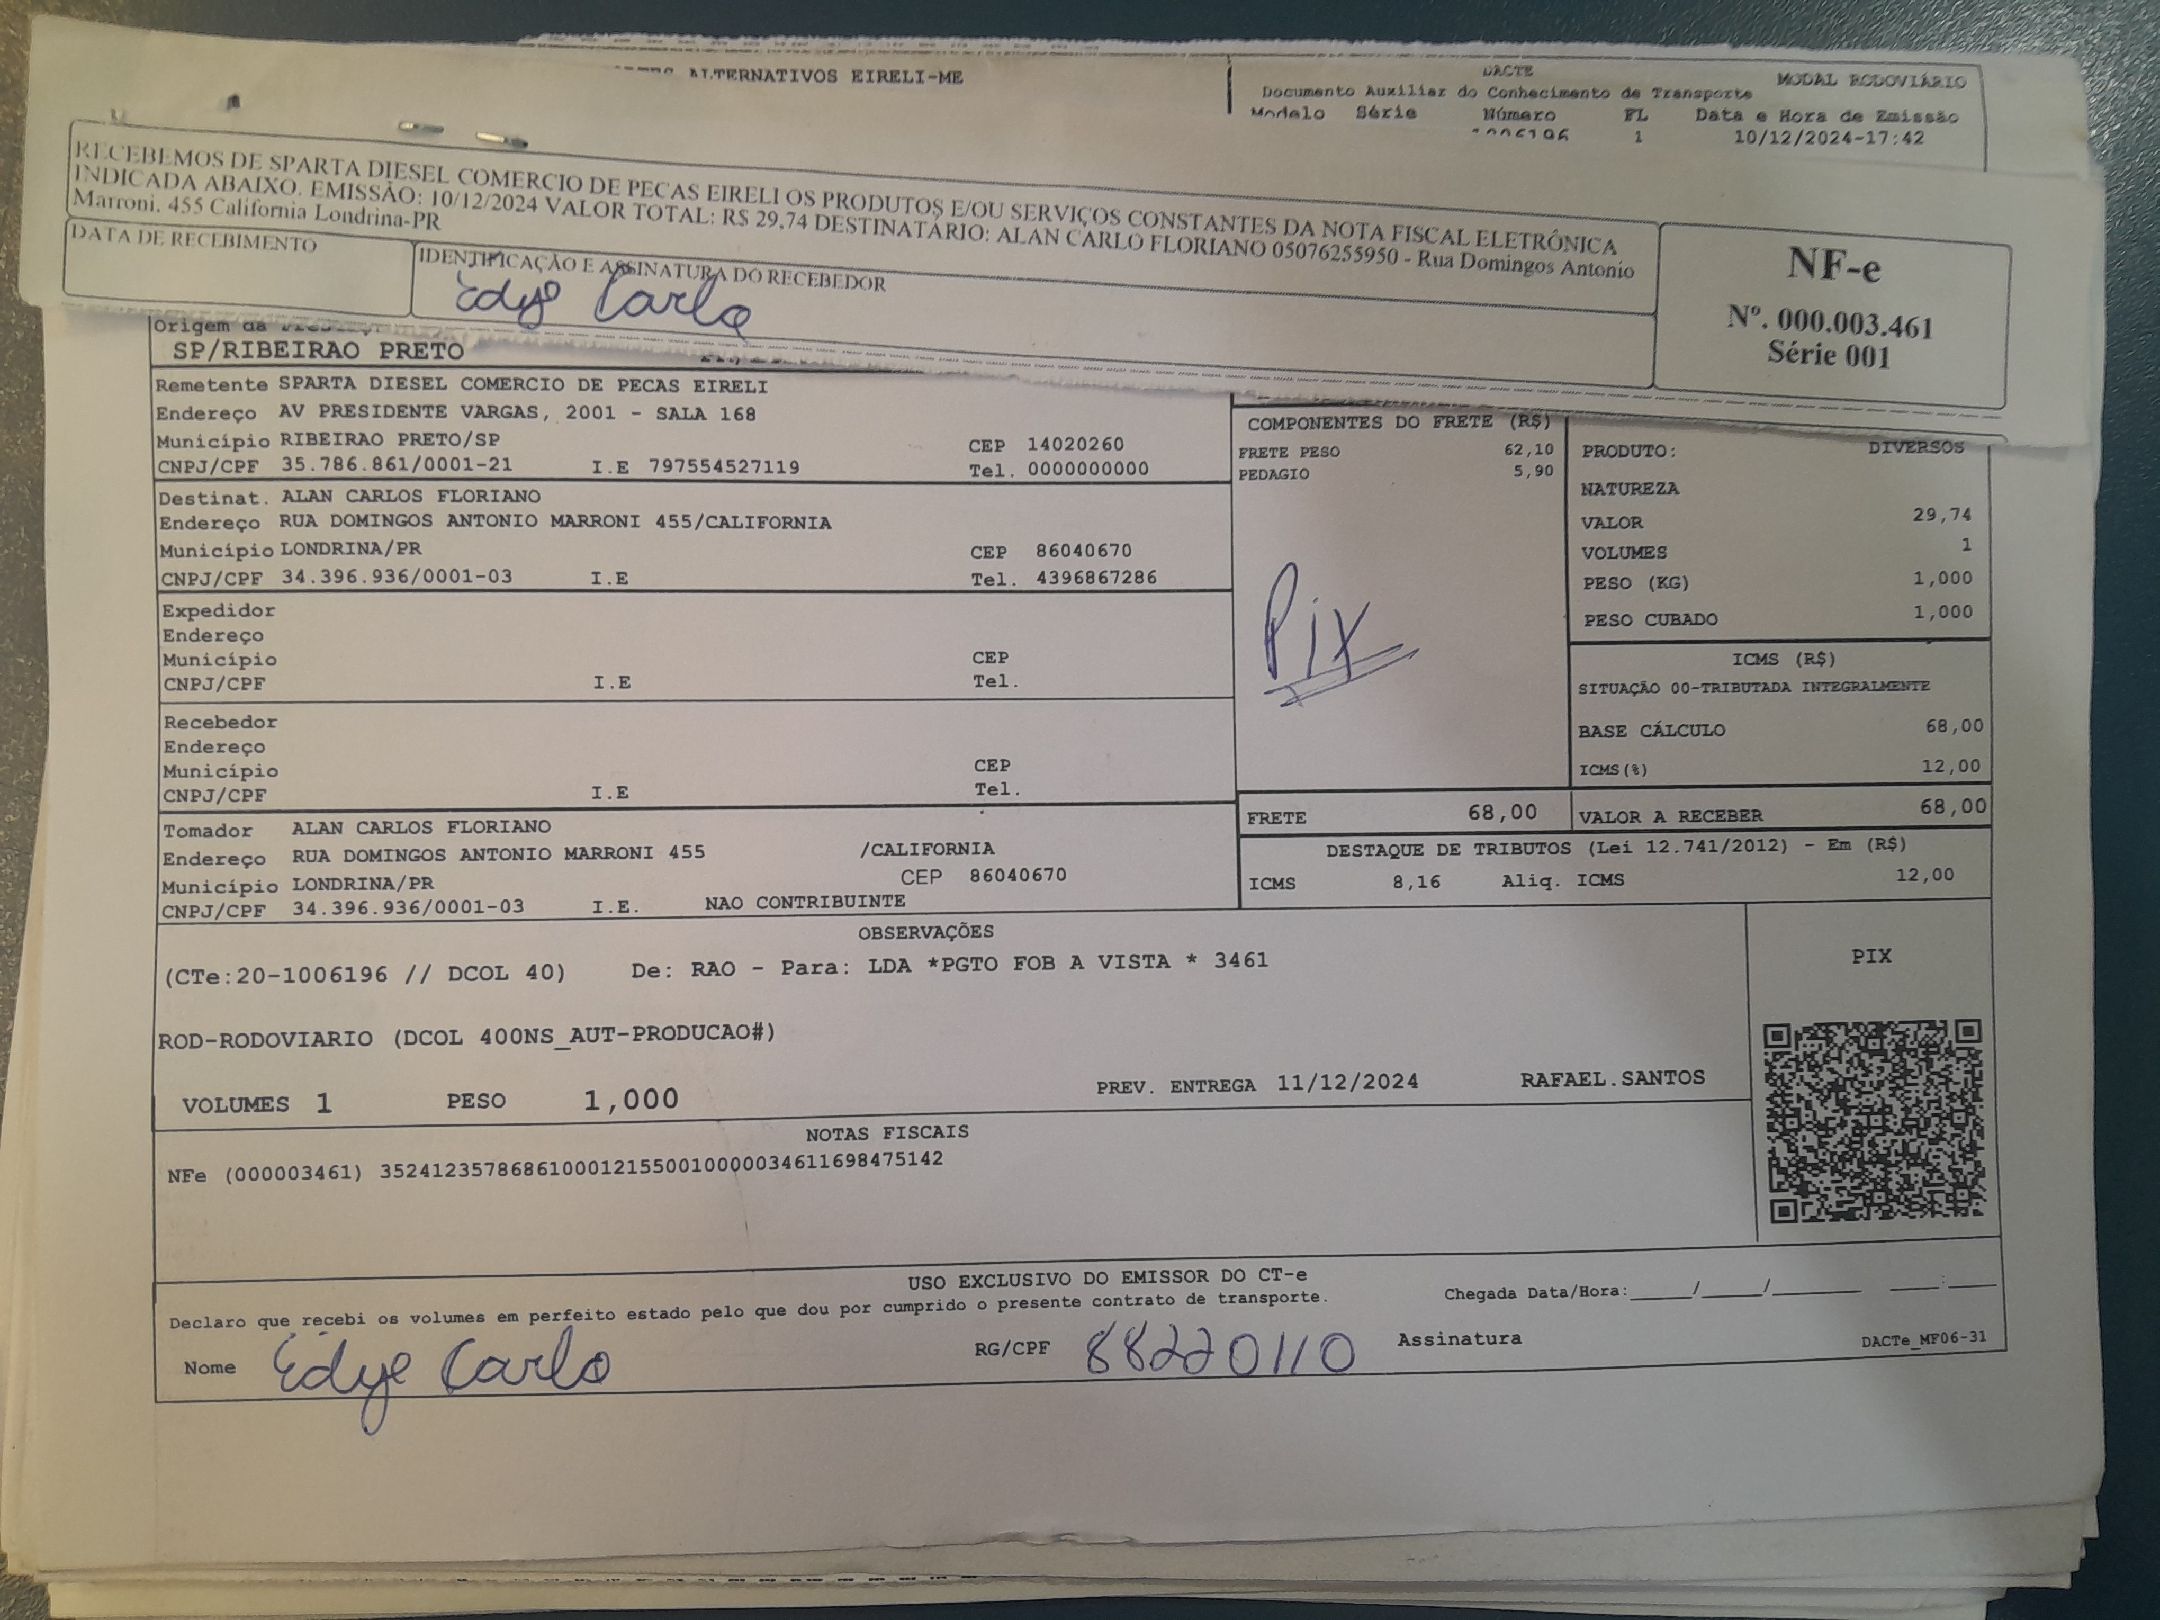 ALTERNATIVOS EIRELI-ME
DACTE
MODAL RODOVIÁRIO
Documento Auxiliar do Conhecimento de Transporte
Modelo Série Número FL Data e Hora de Emissão
1006196 1 10/12/2024-17:42
RECEBEMOS DE SPARTA DIESEL COMERCIO DE PECAS EIRELI OS PRODUTOS E/OU SERVIÇOS CONSTANTES DA NOTA FISCAL ELETRÔNICA
INDICADA ABAIXO. EMISSÃO: 10/12/2024 VALOR TOTAL: R$ 29,74 DESTINATÁRIO: ALAN CARLO FLORIANO 05076255950 - Rua Domingos Antonio
Marroni, 455 California Londrina-PR
DATA DE RECEBIMENTO
IDENTIFICAÇÃO E ASSINATURA DO RECEBEDOR
Edye Carlo
NF-e
Nº. 000.003.461
Série 001
Origem da
SP/RIBEIRAO PRETO
Remetente SPARTA DIESEL COMERCIO DE PECAS EIRELI
Endereço AV PRESIDENTE VARGAS, 2001 - SALA 168
Município RIBEIRAO PRETO/SP CEP 14020260
CNPJ/CPF 35.786.861/0001-21 I.E 797554527119 Tel. 0000000000
Destinat. ALAN CARLOS FLORIANO
Endereço RUA DOMINGOS ANTONIO MARRONI 455/CALIFORNIA
Município LONDRINA/PR CEP 86040670
CNPJ/CPF 34.396.936/0001-03 I.E Tel. 4396867286
Expedidor
Endereço
Município CEP
CNPJ/CPF I.E Tel.
Recebedor
Endereço
Município CEP
CNPJ/CPF I.E Tel.
Tomador ALAN CARLOS FLORIANO
Endereço RUA DOMINGOS ANTONIO MARRONI 455 /CALIFORNIA
Município LONDRINA/PR CEP 86040670
CNPJ/CPF 34.396.936/0001-03 I.E. NAO CONTRIBUINTE
COMPONENTES DO FRETE (R$)
FRETE PESO 62,10
PEDAGIO 5,90
Pix
PRODUTO: DIVERSOS
NATUREZA
VALOR 29,74
VOLUMES 1
PESO (KG) 1,000
PESO CUBADO 1,000
ICMS (R$)
SITUAÇÃO 00-TRIBUTADA INTEGRALMENTE
BASE CÁLCULO 68,00
ICMS(%) 12,00
FRETE 68,00 VALOR A RECEBER 68,00
DESTAQUE DE TRIBUTOS (Lei 12.741/2012) - Em (R$)
ICMS 8,16 Aliq. ICMS 12,00
OBSERVAÇÕES
(CTe:20-1006196 // DCOL 40) De: RAO - Para: LDA *PGTO FOB A VISTA * 3461
ROD-RODOVIARIO (DCOL 400NS_AUT-PRODUCAO#)
PREV. ENTREGA 11/12/2024 RAFAEL.SANTOS
VOLUMES 1 PESO 1,000
PIX
NOTAS FISCAIS
NFe (000003461) 35241235786861000121550010000034611698475142
USO EXCLUSIVO DO EMISSOR DO CT-e
Declaro que recebi os volumes em perfeito estado pelo que dou por cumprido o presente contrato de transporte.
Chegada Data/Hora:_____/_____/________ ____:____
Nome Edye Carlo RG/CPF 88220110 Assinatura
DACTe_MF06-31